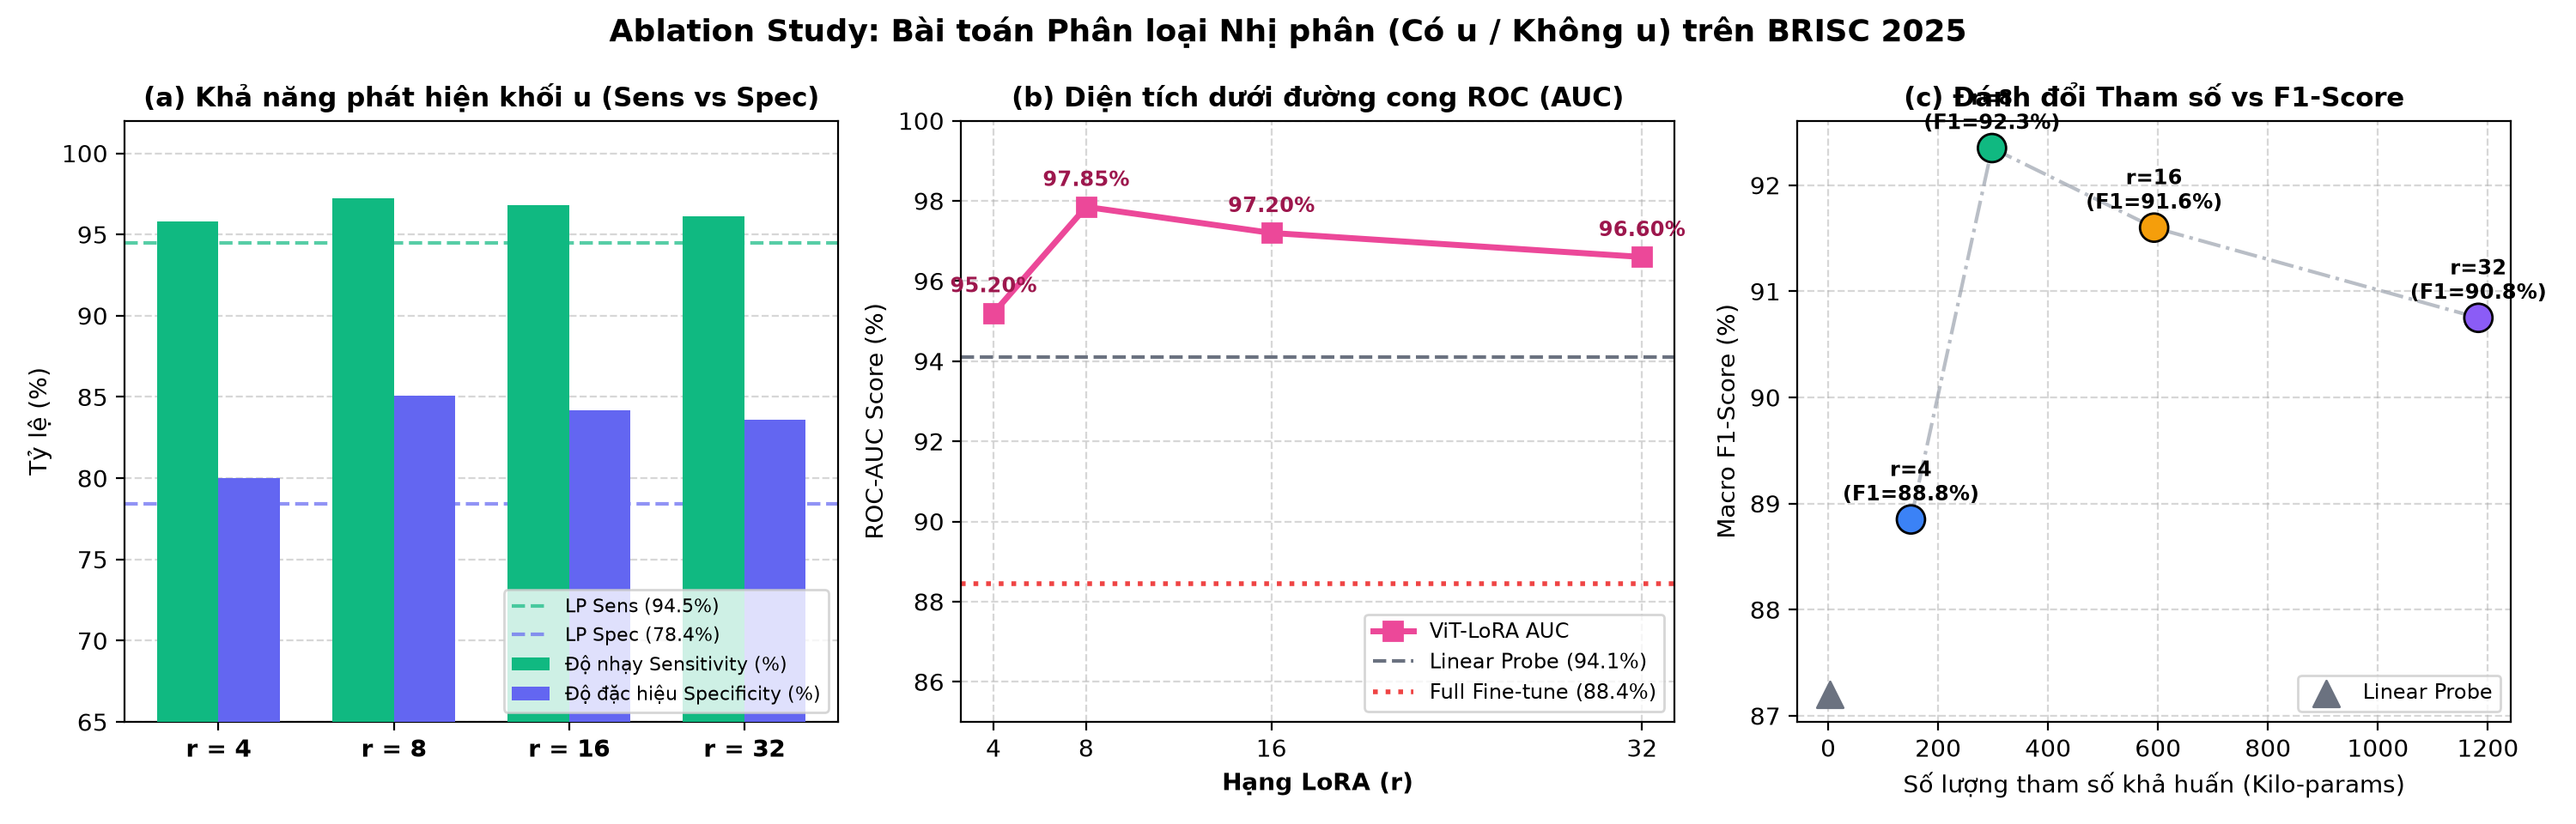 Ablation Study: Bài toán Phân loại Nhị phân (Có u / Không u) trên BRISC 2025
(a) Khả năng phát hiện khối u (Sens vs Spec)
Tỷ lệ (%)
100
95
90
85
80
75
70
65
r = 4
r = 8
r = 16
r = 32
LP Sens (94.5%)
LP Spec (78.4%)
Độ nhạy Sensitivity (%)
Độ đặc hiệu Specificity (%)
(b) Diện tích dưới đường cong ROC (AUC)
ROC-AUC Score (%)
100
98
96
94
92
90
88
86
95.20%
97.85%
97.20%
96.60%
4
8
16
32
Hạng LoRA (r)
ViT-LoRA AUC
Linear Probe (94.1%)
Full Fine-tune (88.4%)
(c) Đánh đổi Tham số vs F1-Score
Macro F1-Score (%)
92
91
90
89
88
87
r=8
(F1=92.3%)
r=16
(F1=91.6%)
r=32
(F1=90.8%)
r=4
(F1=88.8%)
Linear Probe
0
200
400
600
800
1000
1200
Số lượng tham số khả huấn (Kilo-params)